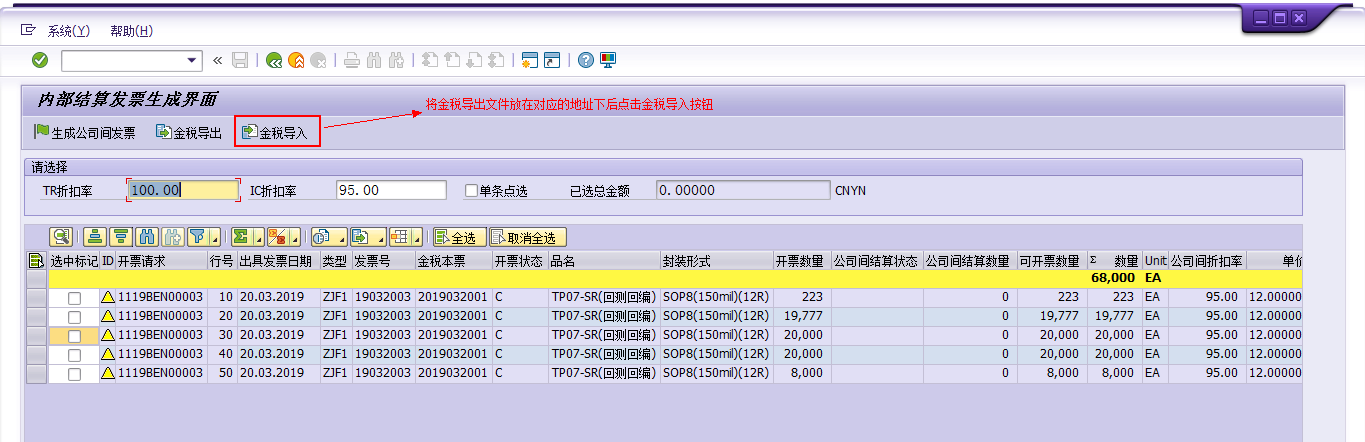 系统(Y) 帮助(H)
内部结算发票生成界面
将金税导出文件放在对应的地址下后点击金税导入按钮
生成公司间发票 金税导出 金税导入
请选择
TR折扣率 100.00 IC折扣率 95.00 单条点选 已选总金额 0.00000 CNYN
全选 取消全选
选中标记 ID 开票请求 行号 出具发票日期 类型 发票号 金税本票 开票状态 品名 封装形式 开票数量 公司间结算状态 公司间结算数量 可开票数量 Σ 数量 Unit 公司间折扣率 单价
68,000 EA
1119BEN00003 10 20.03.2019 ZJF1 19032003 2019032001 C TP07-SR(回测回编) SOP8(150mil)(12R) 223 0 223 223 EA 95.00 12.00000
1119BEN00003 20 20.03.2019 ZJF1 19032003 2019032001 C TP07-SR(回测回编) SOP8(150mil)(12R) 19,777 0 19,777 19,777 EA 95.00 12.00000
1119BEN00003 30 20.03.2019 ZJF1 19032003 2019032001 C TP07-SR(回测回编) SOP8(150mil)(12R) 20,000 0 20,000 20,000 EA 95.00 12.00000
1119BEN00003 40 20.03.2019 ZJF1 19032003 2019032001 C TP07-SR(回测回编) SOP8(150mil)(12R) 20,000 0 20,000 20,000 EA 95.00 12.00000
1119BEN00003 50 20.03.2019 ZJF1 19032003 2019032001 C TP07-SR(回测回编) SOP8(150mil)(12R) 8,000 0 8,000 8,000 EA 95.00 12.00000